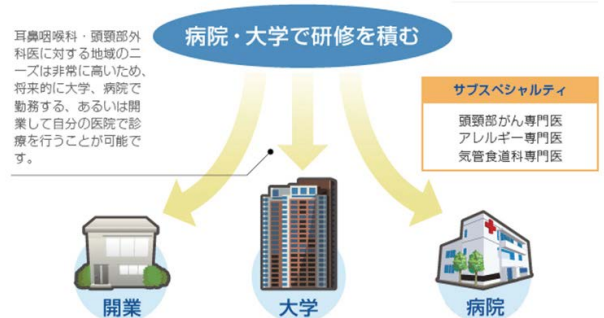 病院・大学で研修を積む
耳鼻咽喉科・頭頸部外
科医に対する地域のニ
ーズは非常に高いため、
将来的に大学、病院で
勤務する、あるいは開
業して自分の医院で診
療を行うことが可能で
す。
サブスペシャルティ
頭頸部がん専門医
アレルギー専門医
気管食道科専門医
開業
大学
病院